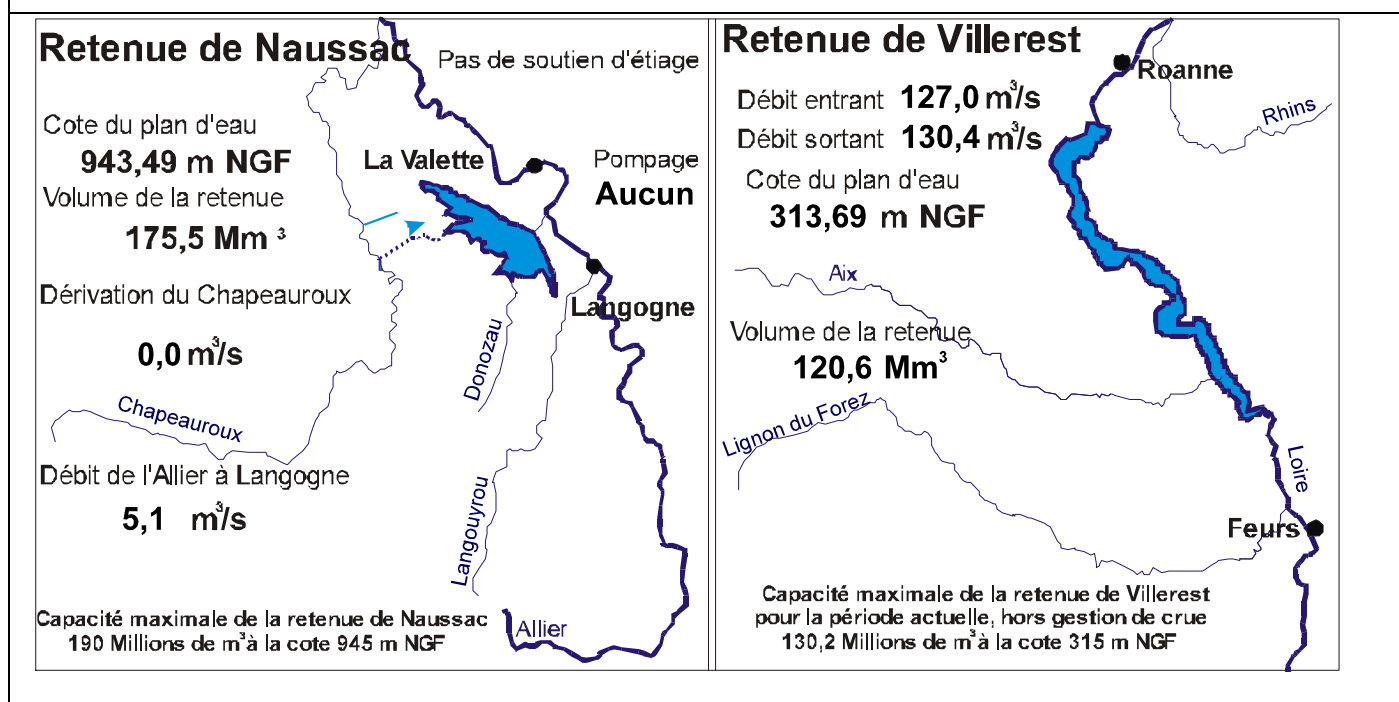 Retenue de Naussac
Pas de soutien d'étiage
Cote du plan d'eau
943,49 m NGF
La Valette
Pompage
Aucun
Volume de la retenue
175,5 Mm ³
Dérivation du Chapeauroux
Langogne
0,0 m³/s
Donozau
Chapeauroux
Débit de l'Allier à Langogne
5,1 m³/s
Langouyrou
Capacité maximale de la retenue de Naussac
190 Millions de m³ à la cote 945 m NGF
Allier
Retenue de Villerest
Roanne
Débit entrant 127,0 m³/s
Rhins
Débit sortant 130,4 m³/s
Cote du plan d'eau
313,69 m NGF
Aix
Volume de la retenue
120,6 Mm³
Lignon du Forez
Loire
Feurs
Capacité maximale de la retenue de Villerest
pour la période actuelle, hors gestion de crue
130,2 Millions de m³ à la cote 315 m NGF